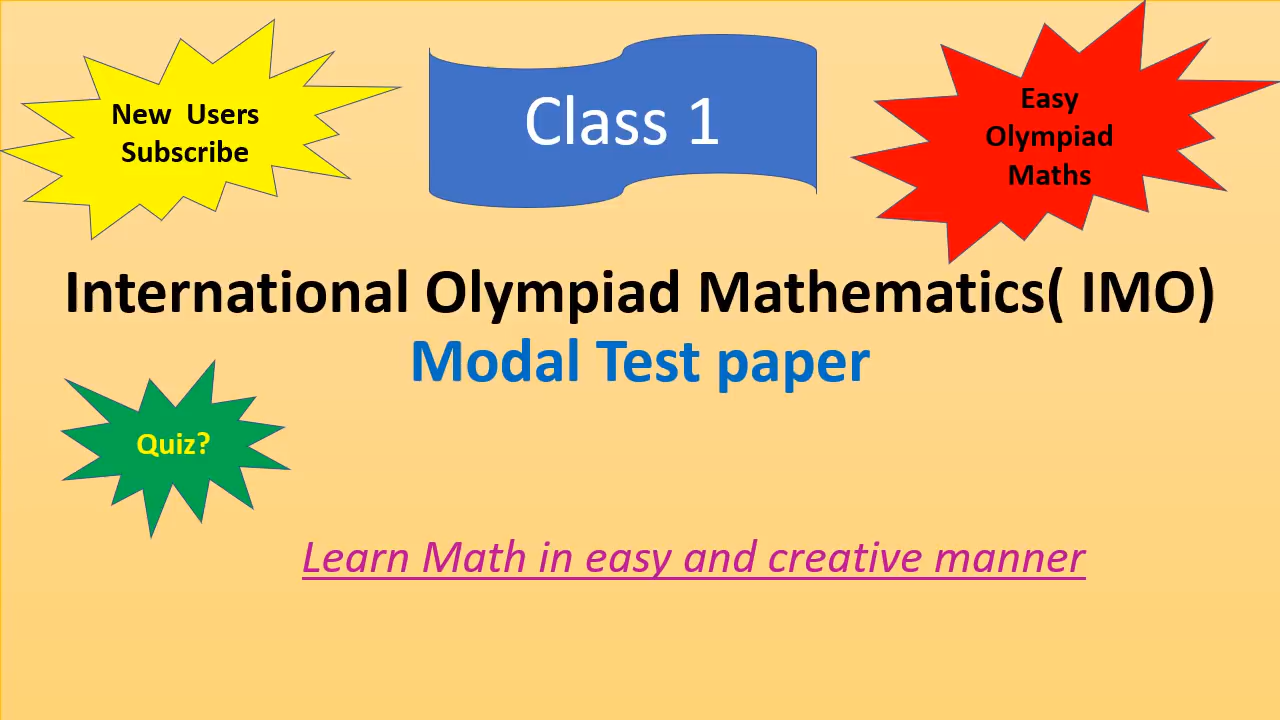 New Users
Subscribe
Class 1
Easy
Olympiad
Maths
International Olympiad Mathematics( IMO)
Modal Test paper
Quiz?
Learn Math in easy and creative manner